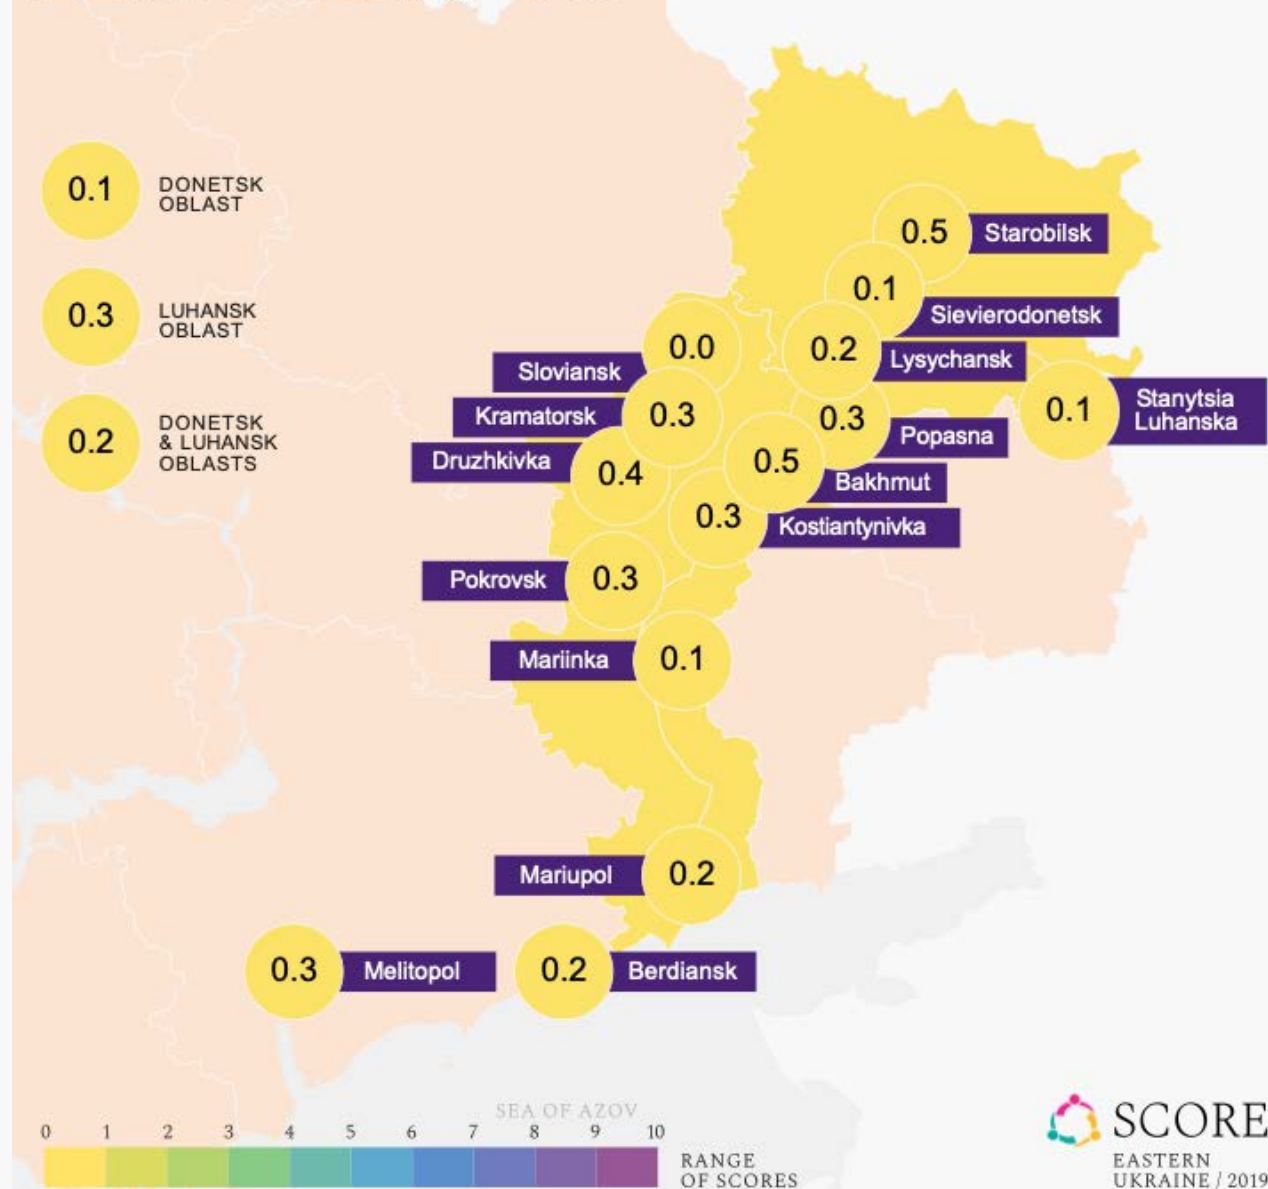 0.1
DONETSK
OBLAST
0.3
LUHANSK
OBLAST
0.2
DONETSK
& LUHANSK
OBLASTS
0.5
Starobilsk
0.1
Sievierodonetsk
0.0
Sloviansk
0.2
Lysychansk
0.3
Kramatorsk
0.3
Popasna
0.1
Stanytsia
Luhanska
0.4
Druzhkivka
0.5
Bakhmut
0.3
Kostiantynivka
Pokrovsk
0.3
Mariinka
0.1
Mariupol
0.2
0.3
Melitopol
0.2
Berdiansk
SEA OF AZOV
0 1 2 3 4 5 6 7 8 9 10
RANGE
OF SCORES
SCORE
EASTERN
UKRAINE / 2019